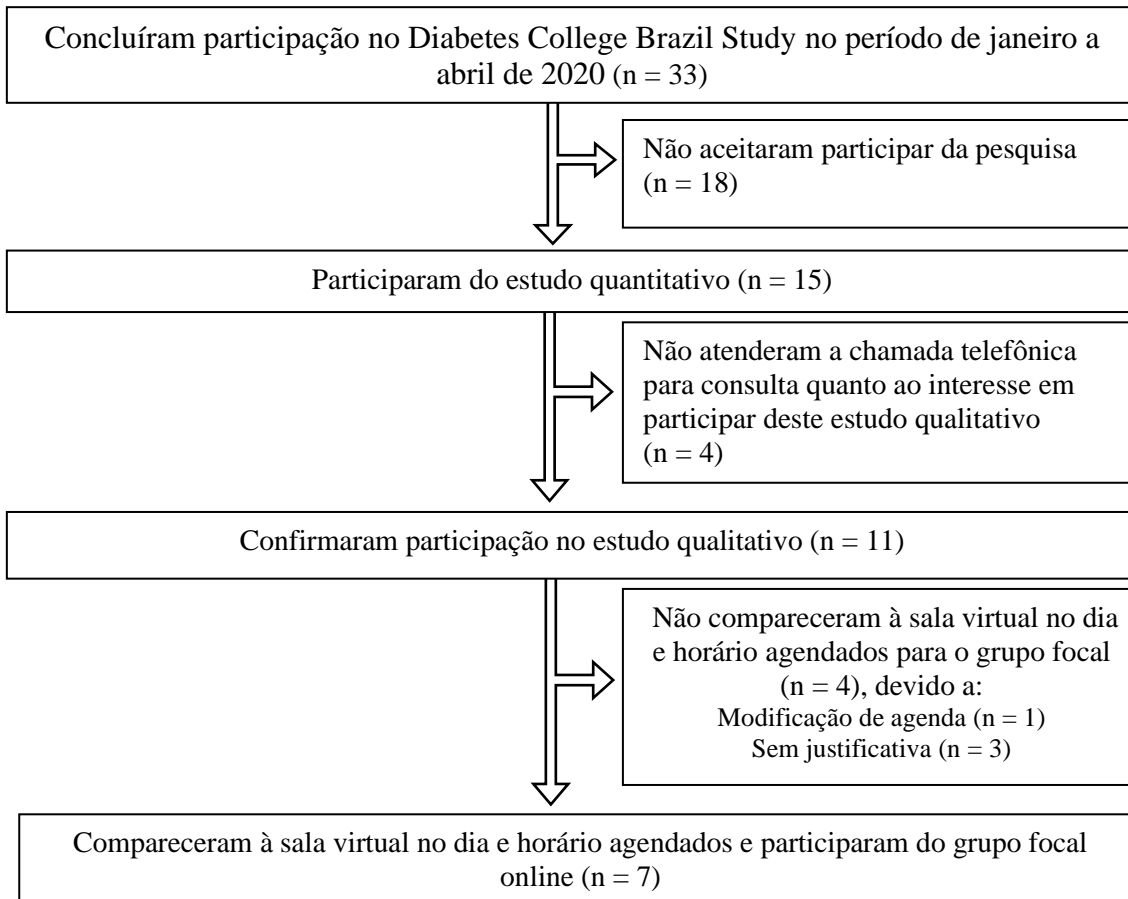 Concluíram participação no Diabetes College Brazil Study no período de janeiro a
abril de 2020 (n = 33)
Não aceitaram participar da pesquisa
(n = 18)
Participaram do estudo quantitativo (n = 15)
Não atenderam a chamada telefônica
para consulta quanto ao interesse em
participar deste estudo qualitativo
(n = 4)
Confirmaram participação no estudo qualitativo (n = 11)
Não compareceram à sala virtual no dia
e horário agendados para o grupo focal
(n = 4), devido a:
Modificação de agenda (n = 1)
Sem justificativa (n = 3)
Compareceram à sala virtual no dia e horário agendados e participaram do grupo focal
online (n = 7)